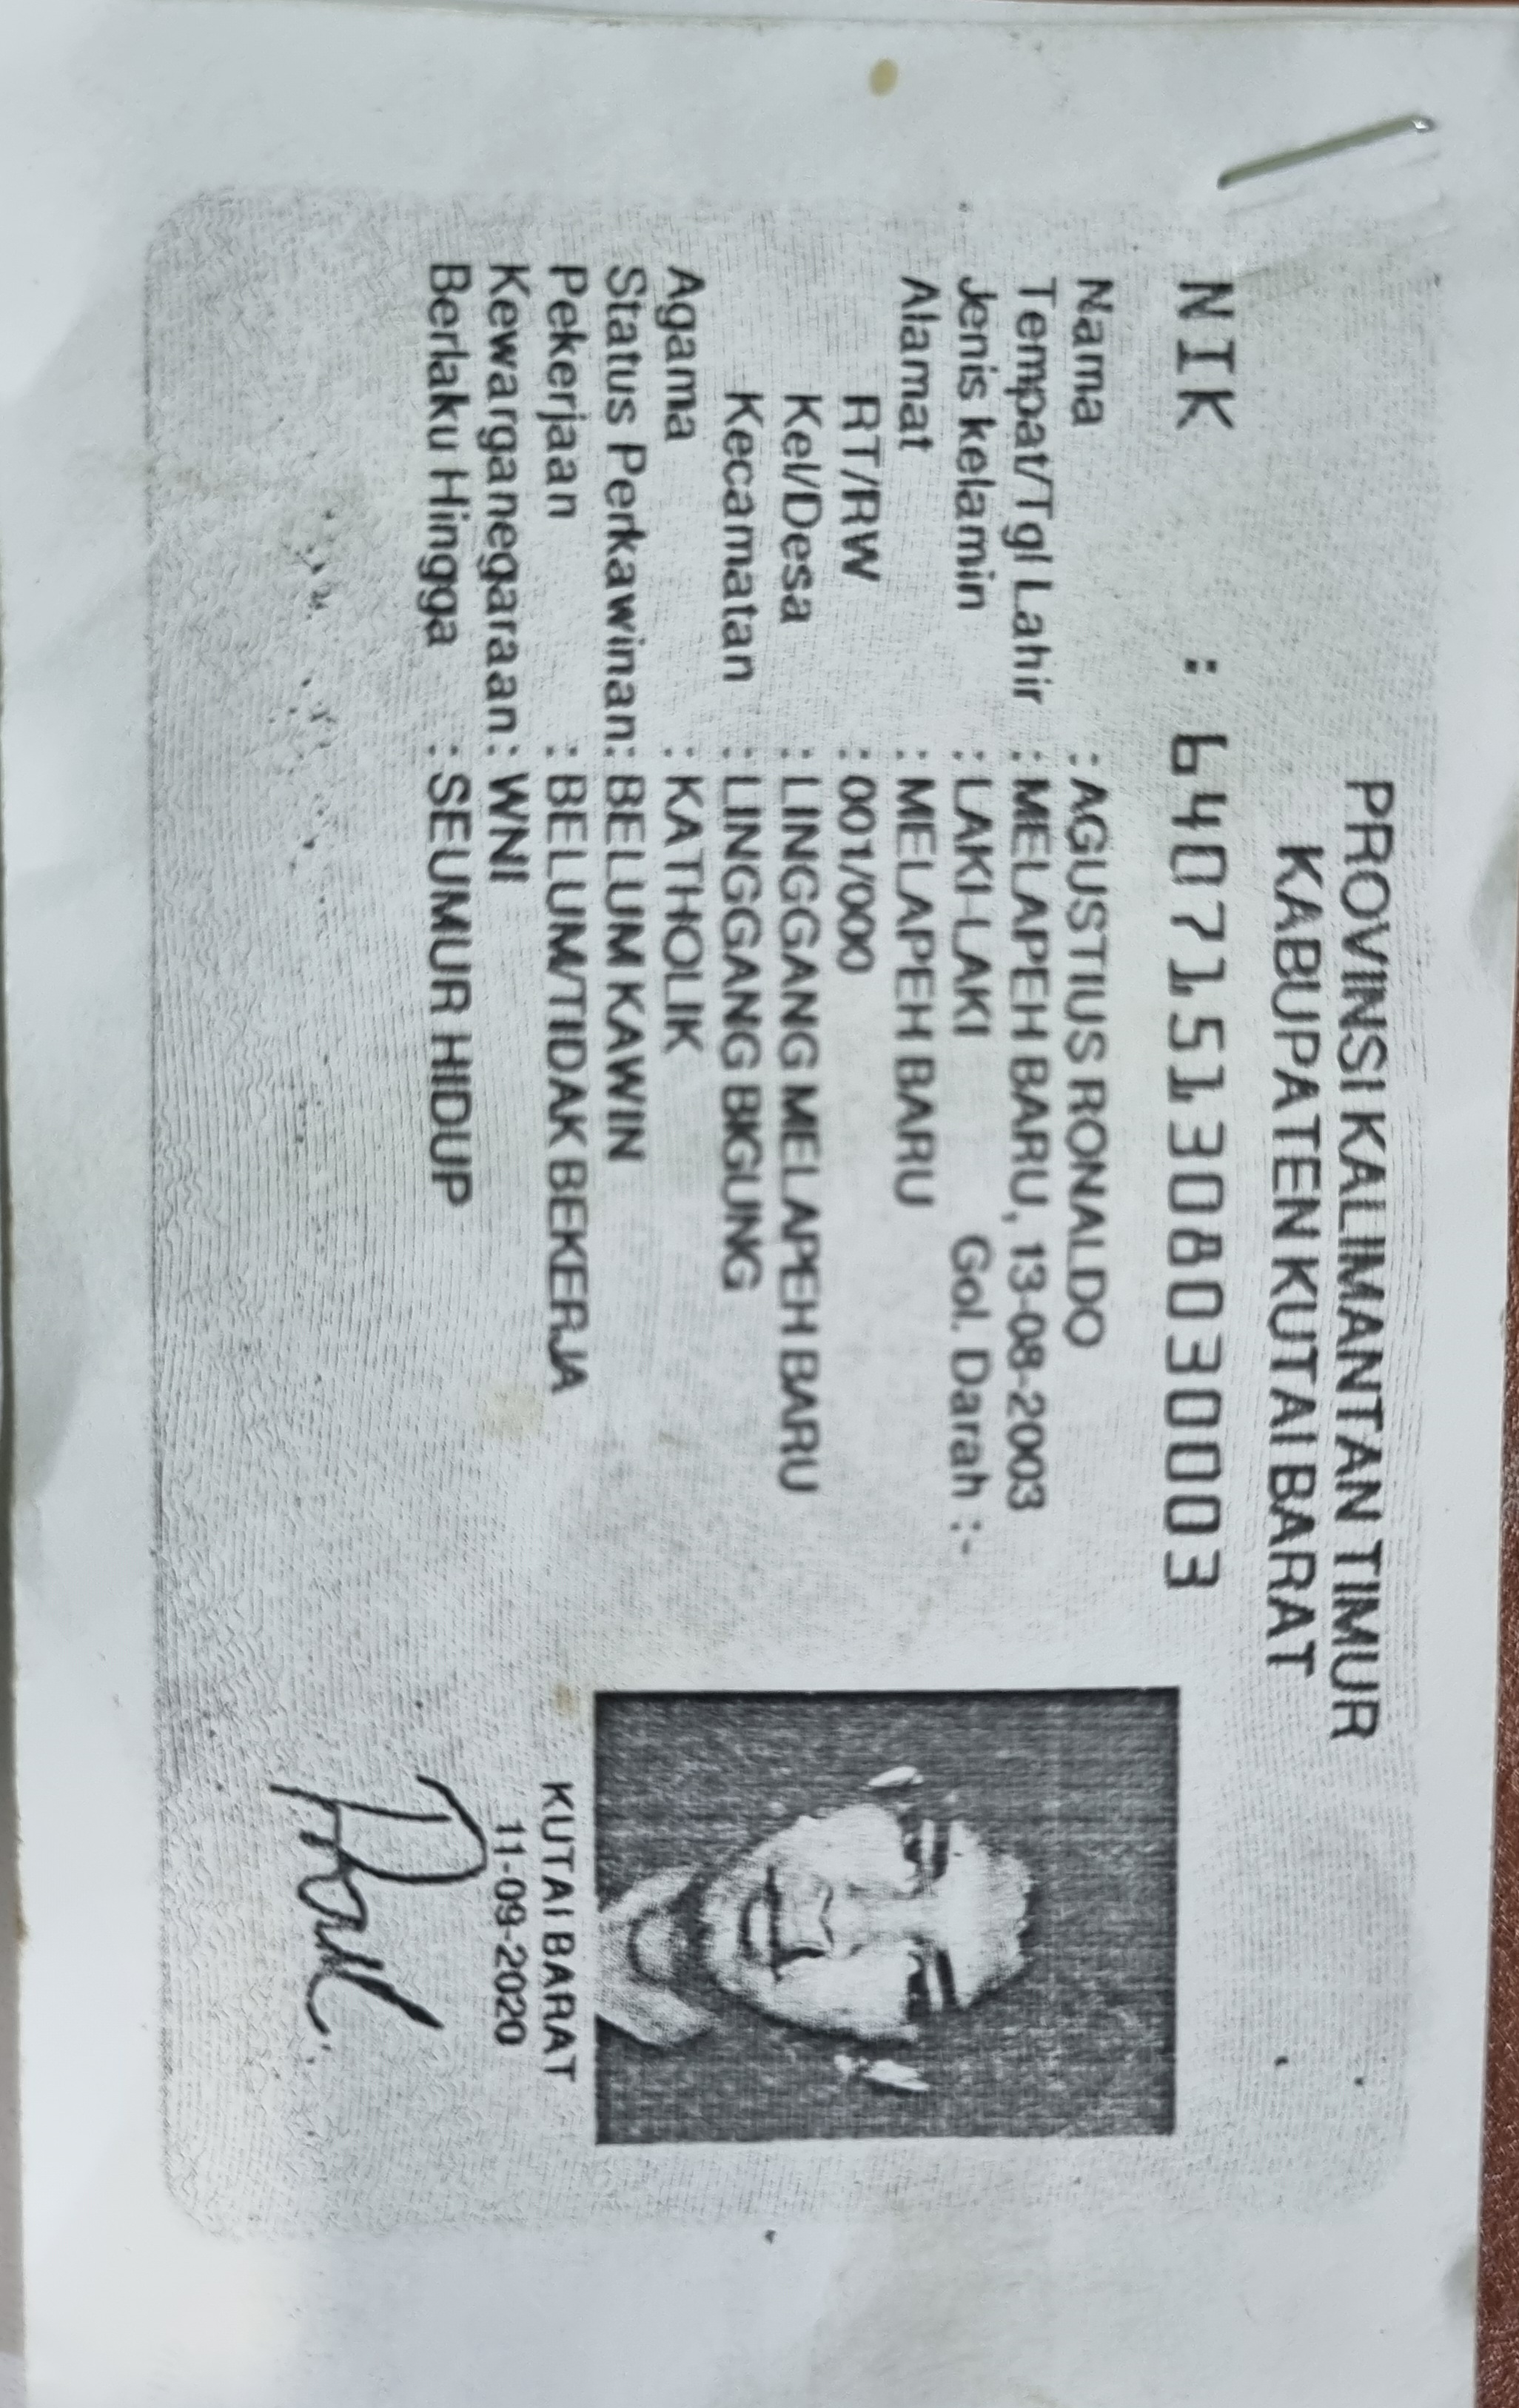 PROVINSI KALIMANTAN TIMUR
KABUPATEN KUTAI BARAT
NIK : 6407151308030003
Nama : AGUSTIUS RONALDO
Tempat/Tgl Lahir : MELAPEH BARU, 13-08-2003
Jenis kelamin : LAKI-LAKI Gol. Darah :-
Alamat : MELAPEH BARU
RT/RW : 001/000
Kel/Desa : LINGGANG MELAPEH BARU
Kecamatan : LINGGANG BIGUNG
Agama : KATHOLIK
Status Perkawinan: BELUM KAWIN
Pekerjaan : BELUM/TIDAK BEKERJA
Kewarganegaraan: WNI
Berlaku Hingga : SEUMUR HIDUP
KUTAI BARAT
11-09-2020